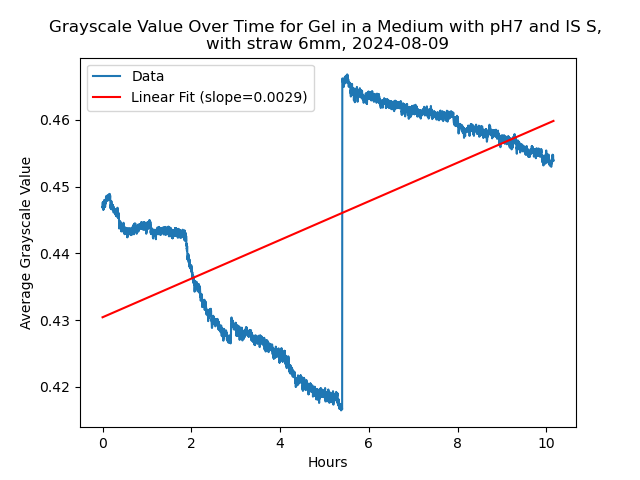 Grayscale Value Over Time for Gel in a Medium with pH7 and IS S,
with straw 6mm, 2024-08-09
Data
Linear Fit (slope=0.0029)
Average Grayscale Value
0.46
0.45
0.44
0.43
0.42
0 2 4 6 8 10
Hours